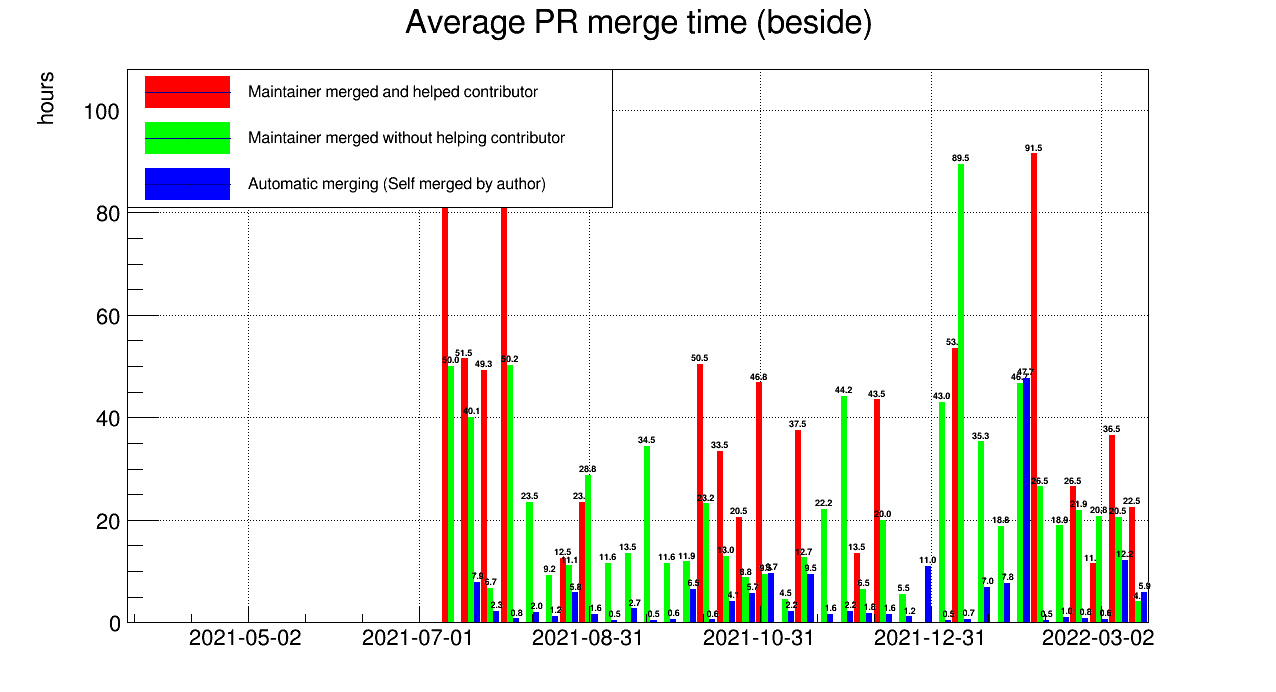 Average PR merge time (beside)
hours
Maintainer merged and helped contributor
Maintainer merged without helping contributor
Automatic merging (Self merged by author)
100
80
60
40
20
0
50.0 51.5 40.1 7.9 49.3 6.7 2.3 50.2 0.8 23.5 2.0 9.2 1.2 12.5 11.1 5.8 23. 28.8 1.6 11.6 0.5 13.5 2.7 34.5 0.5 11.6 0.6 11.9 6.5 50.5 23.2 0.6 33.5 13.0 4.1 20.5 8.8 5.7 46.8 9.7 4.5 2.2 37.5 12.7 9.5 22.2 1.6 44.2 2.2 13.5 6.5 1.8 43.5 20.0 1.6 5.5 1.2 11.0 43.0 0.5 53. 89.5 0.7 35.3 7.0 18.8 7.8 47.7 91.5 26.5 0.5 18.9 1.0 26.5 21.9 0.8 11. 20.8 0.6 36.5 20.5 12.2 22.5 4. 5.9
2021-05-02 2021-07-01 2021-08-31 2021-10-31 2021-12-31 2022-03-02